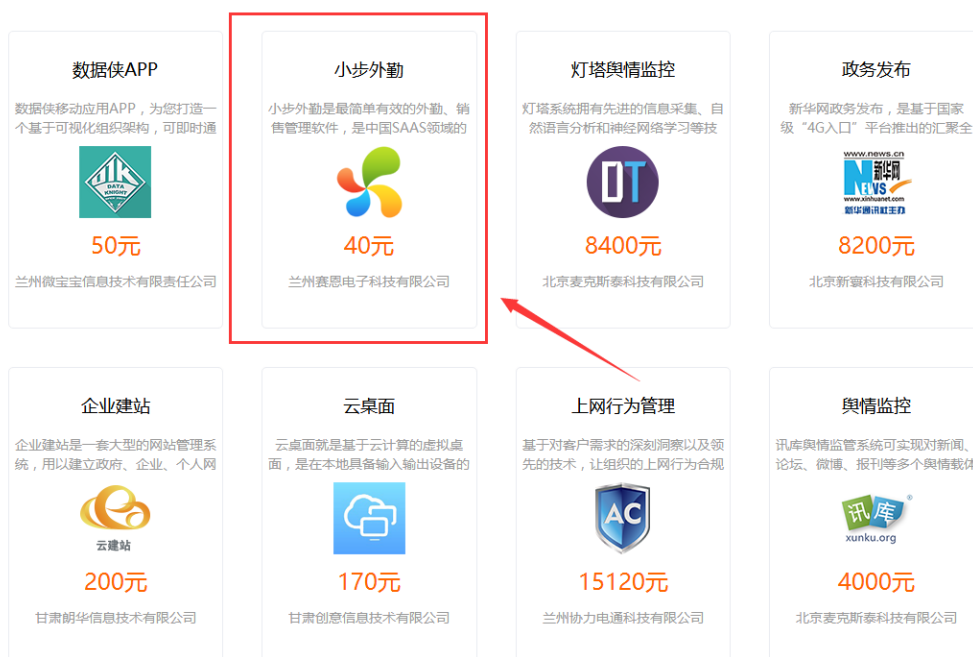 数据侠APP
数据侠移动应用APP，为您打造一
个基于可视化组织架构，可即时通
DATA
KNIGHT
50元
兰州微宝宝信息技术有限责任公司
小步外勤
小步外勤是最简单有效的外勤、销
售管理软件，是中国SAAS领域的
40元
兰州赛恩电子科技有限公司
灯塔舆情监控
灯塔系统拥有先进的信息采集、自
然语言分析和神经网络学习等技
DT
8400元
北京麦克斯泰科技有限公司
政务发布
新华网政务发布，是基于国家
级“4G入口”平台推出的汇聚全
www.news.cn
NEWS 新华网
www.xinhuanet.com
新华通讯社主办
8200元
北京新寰科技有限公司
企业建站
企业建站是一套大型的网站管理系
统，用以建立政府、企业、个人网
云建站
200元
甘肃朗华信息技术有限公司
云桌面
云桌面就是基于云计算的虚拟桌
面，是在本地具备输入输出设备的
170元
甘肃创意信息技术有限公司
上网行为管理
基于对客户需求的深刻洞察以及领
先的技术，让组织的上网行为合规
AC
15120元
兰州协力电通科技有限公司
舆情监控
讯库舆情监管系统可实现对新闻、
论坛、微博、报刊等多个舆情载体
讯库®
xunku.org
4000元
北京麦克斯泰科技有限公司